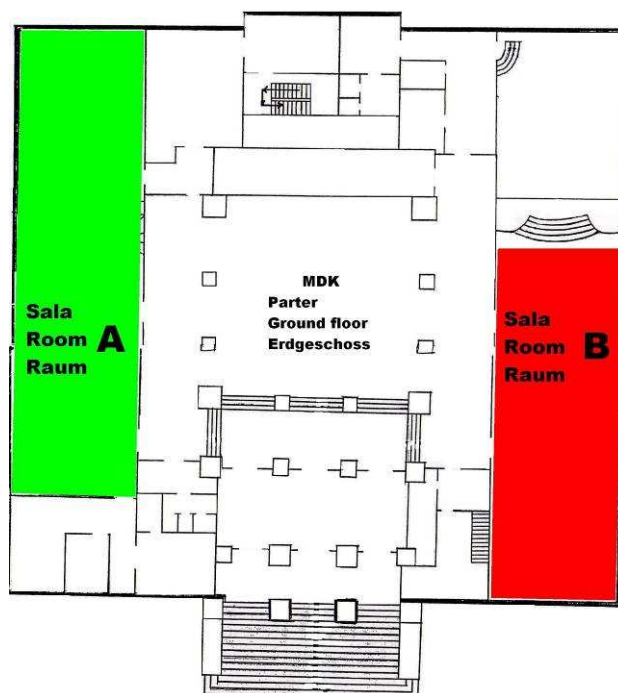 Sala
Room A
Raum
MDK
Parter
Ground floor
Erdgeschoss
Sala
Room B
Raum